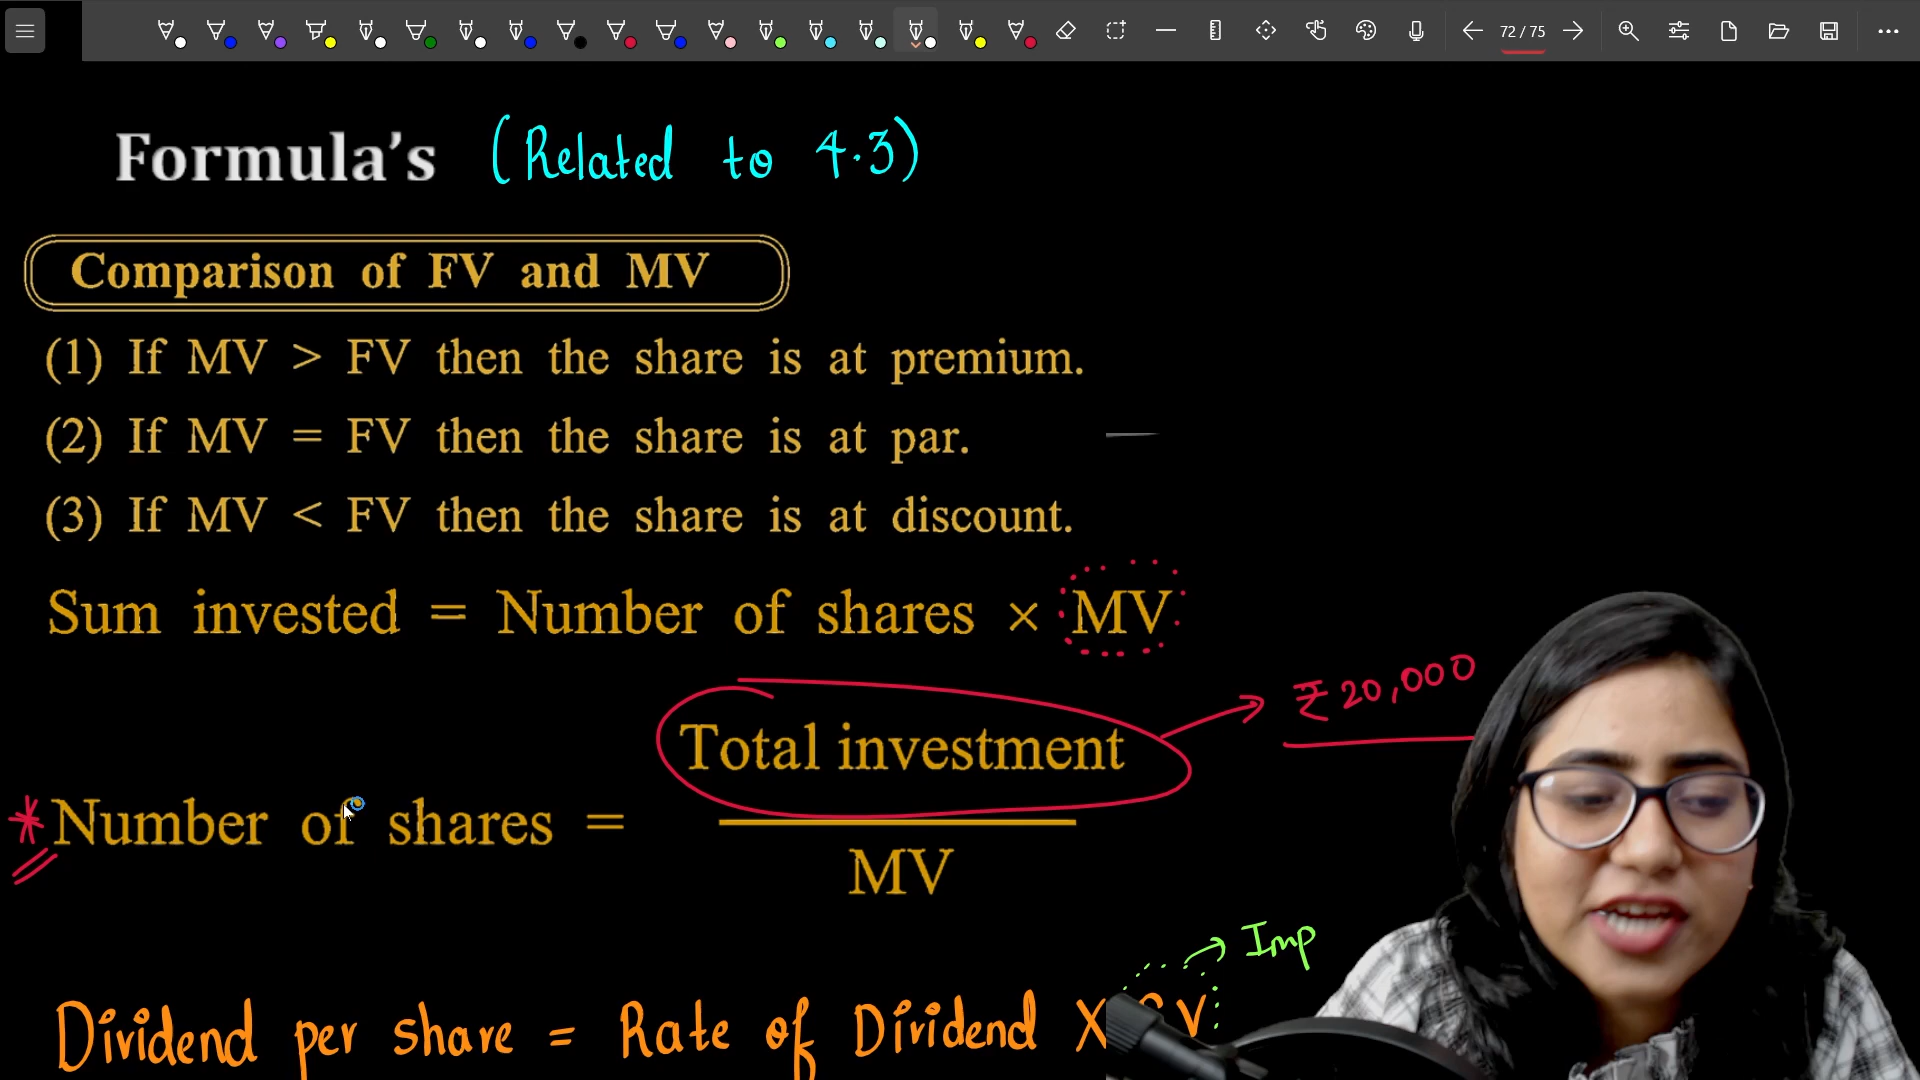 72 / 75
Formula's (Related to 4.3)
Comparison of FV and MV
(1) If MV > FV then the share is at premium.
(2) If MV = FV then the share is at par.
(3) If MV < FV then the share is at discount.
Sum invested = Number of shares × MV
₹20,000
Total investment
* Number of shares =
MV
Imp
Dividend per share = Rate of Dividend X